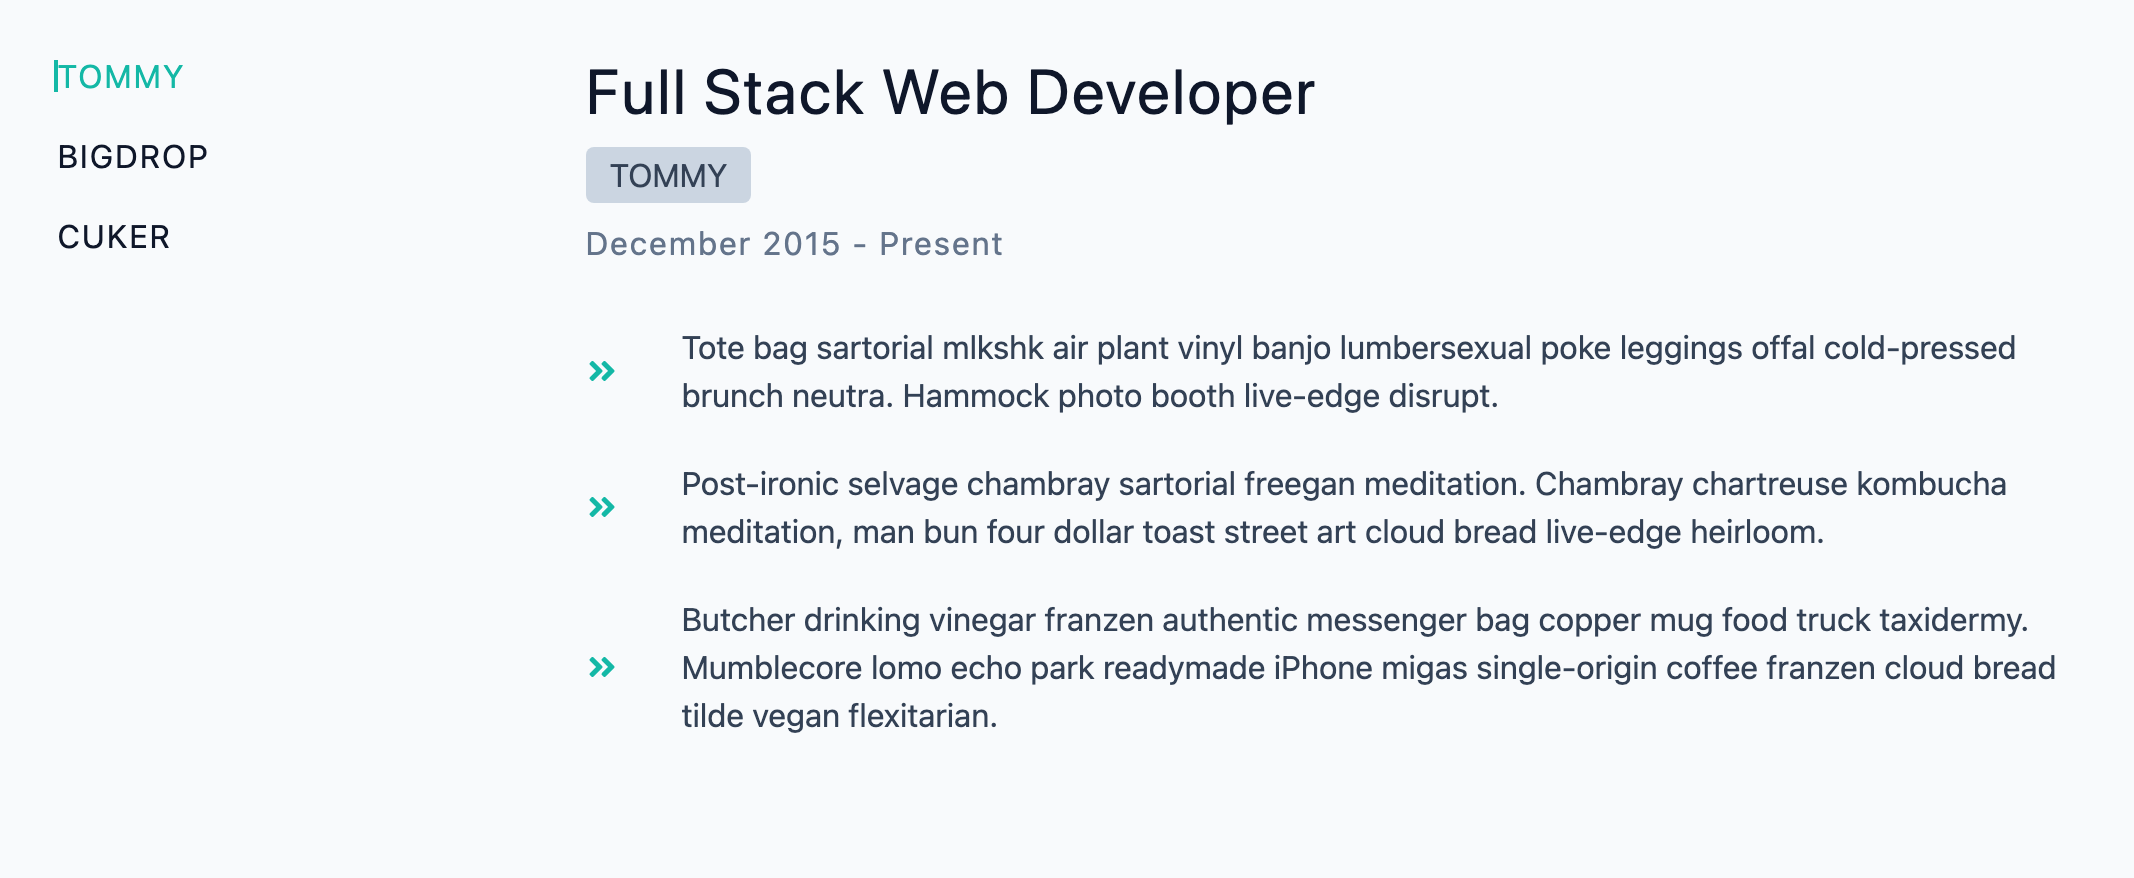 TOMMY
BIGDROP
CUKER
Full Stack Web Developer
TOMMY
December 2015 - Present
Tote bag sartorial mlkshk air plant vinyl banjo lumbersexual poke leggings offal cold-pressed
brunch neutra. Hammock photo booth live-edge disrupt.
Post-ironic selvage chambray sartorial freegan meditation. Chambray chartreuse kombucha
meditation, man bun four dollar toast street art cloud bread live-edge heirloom.
Butcher drinking vinegar franzen authentic messenger bag copper mug food truck taxidermy.
Mumblecore lomo echo park readymade iPhone migas single-origin coffee franzen cloud bread
tilde vegan flexitarian.